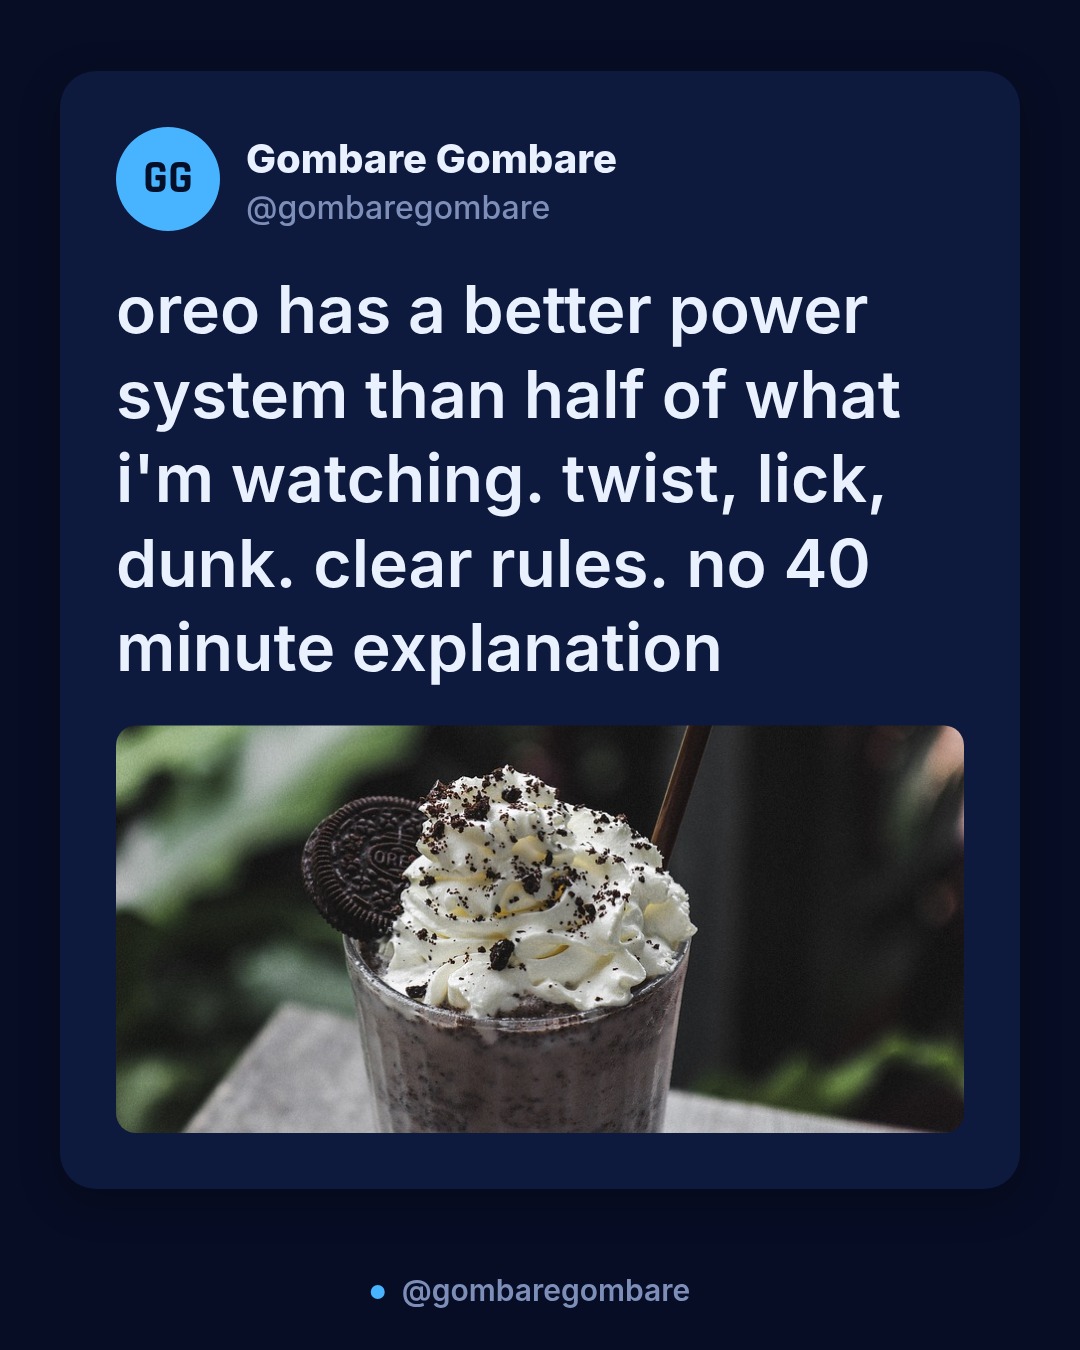 GG
Gombare Gombare
@gombaregombare
oreo has a better power
system than half of what
i'm watching. twist, lick,
dunk. clear rules. no 40
minute explanation
@gombaregombare